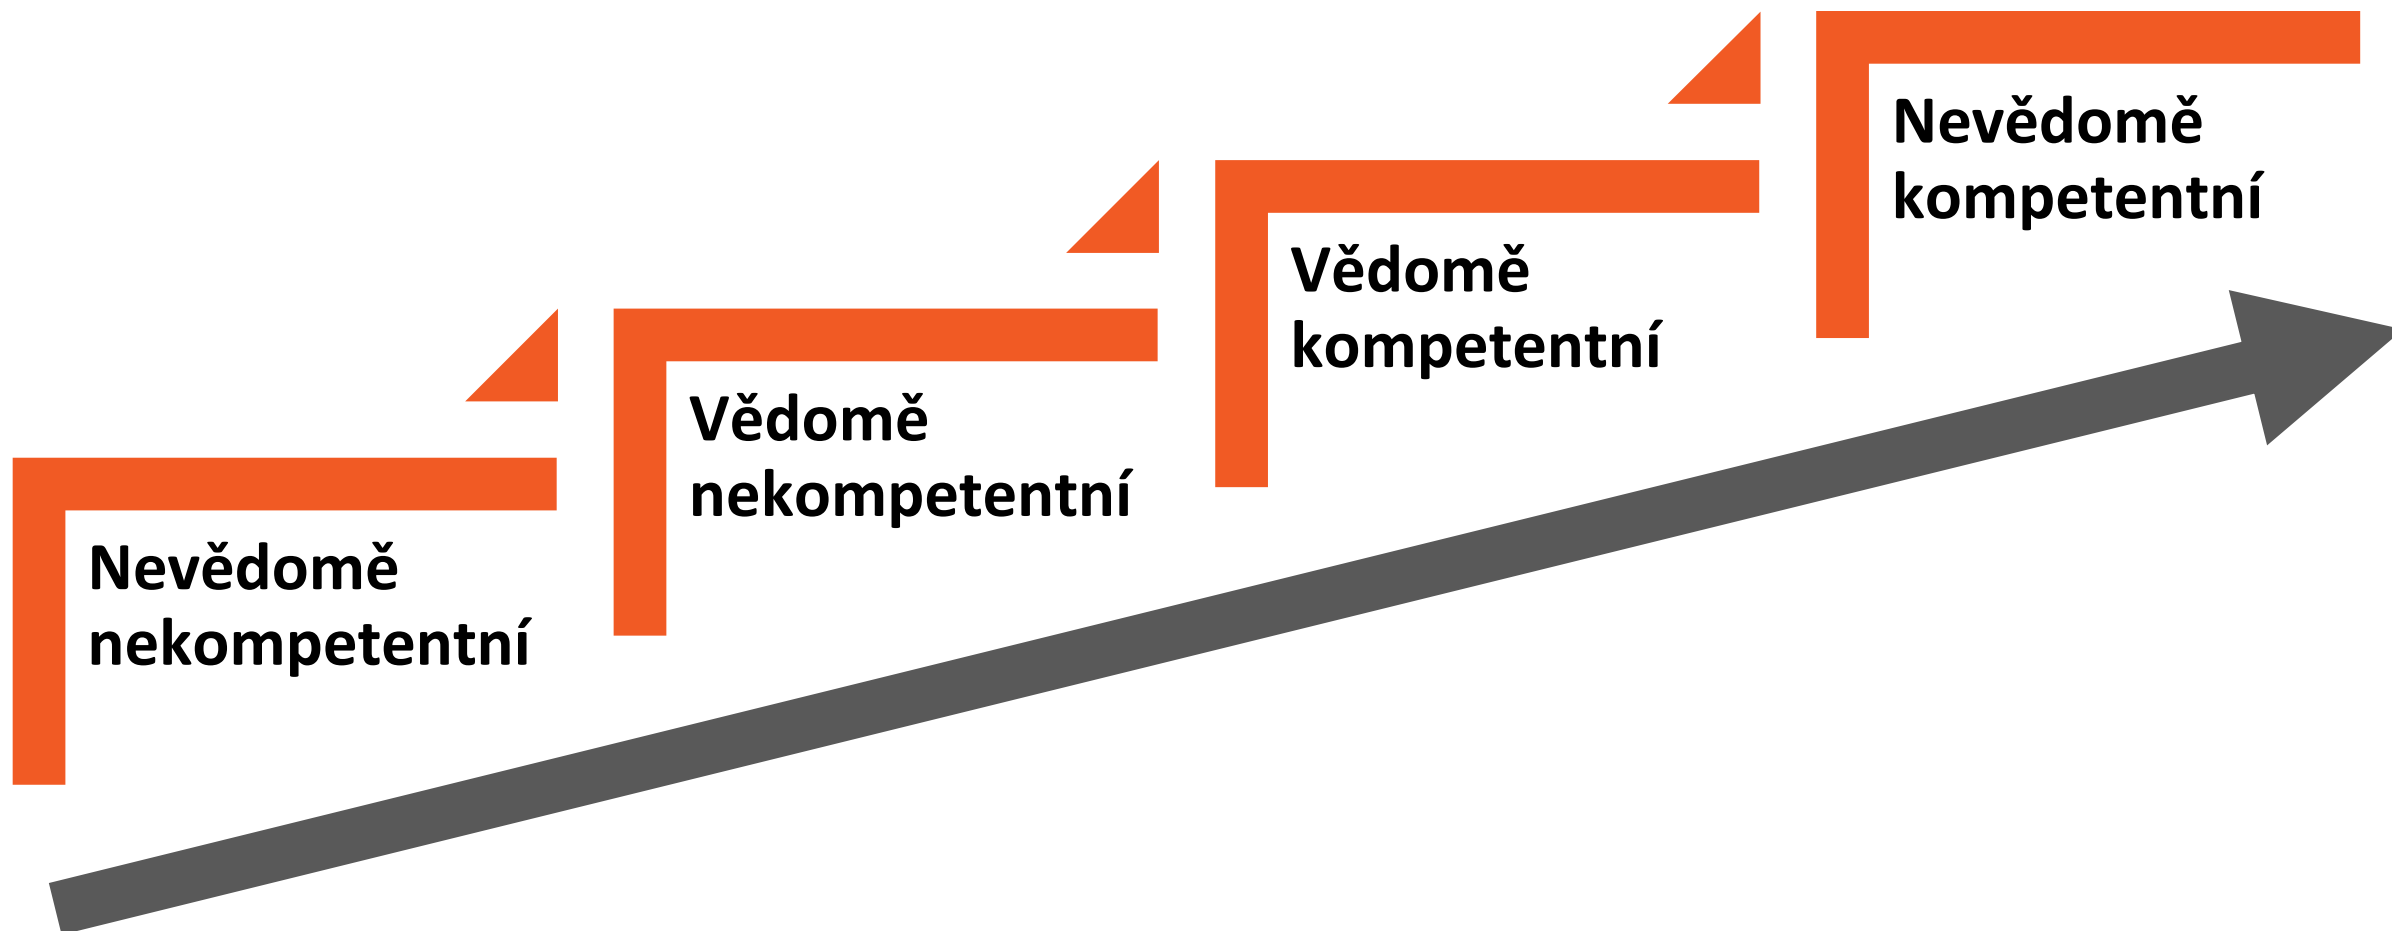 Nevědomě
nekompetentní
Vědomě
nekompetentní
Vědomě
kompetentní
Nevědomě
kompetentní